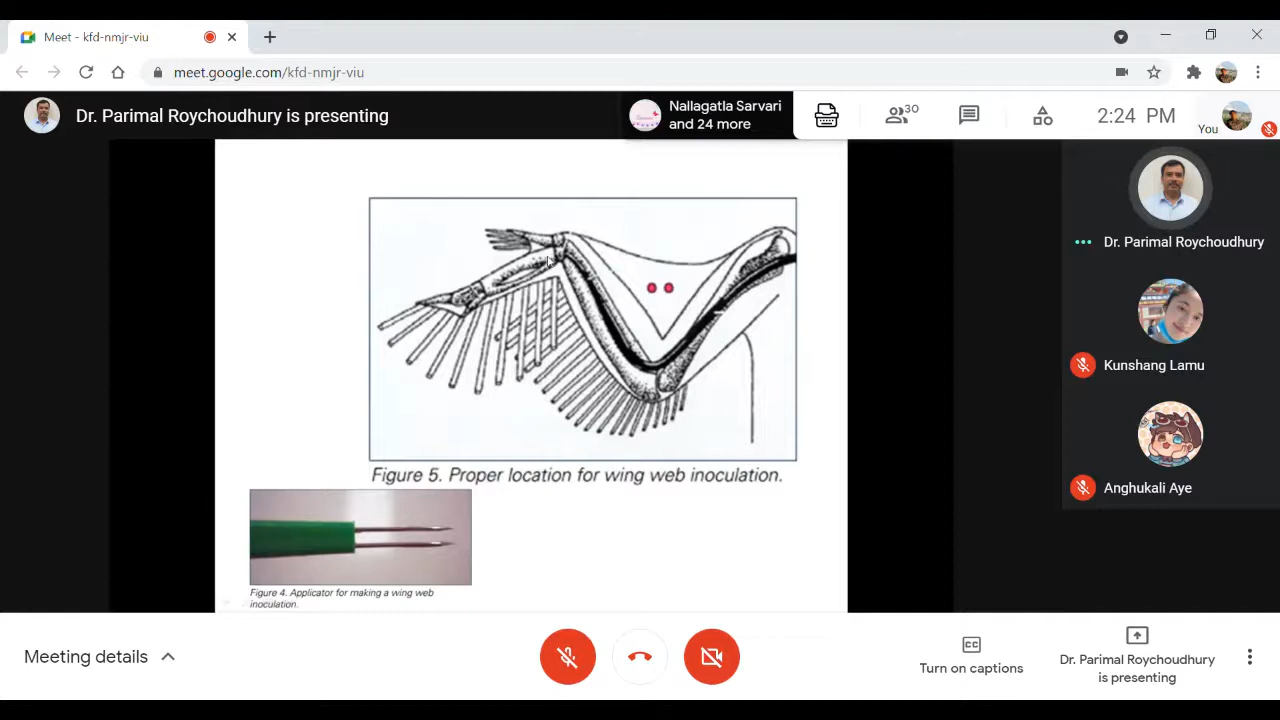 Meet - kfd-nmjr-viu
meet.google.com/kfd-nmjr-viu
Dr. Parimal Roychoudhury is presenting
Nallagatla Sarvari
and 24 more
30
2:24 PM
You
Dr. Parimal Roychoudhury
Kunshang Lamu
Anghukali Aye
Figure 5. Proper location for wing web inoculation.
Figure 4. Applicator for making a wing web
inoculation.
Meeting details
CC
Turn on captions
Dr. Parimal Roychoudhury
is presenting